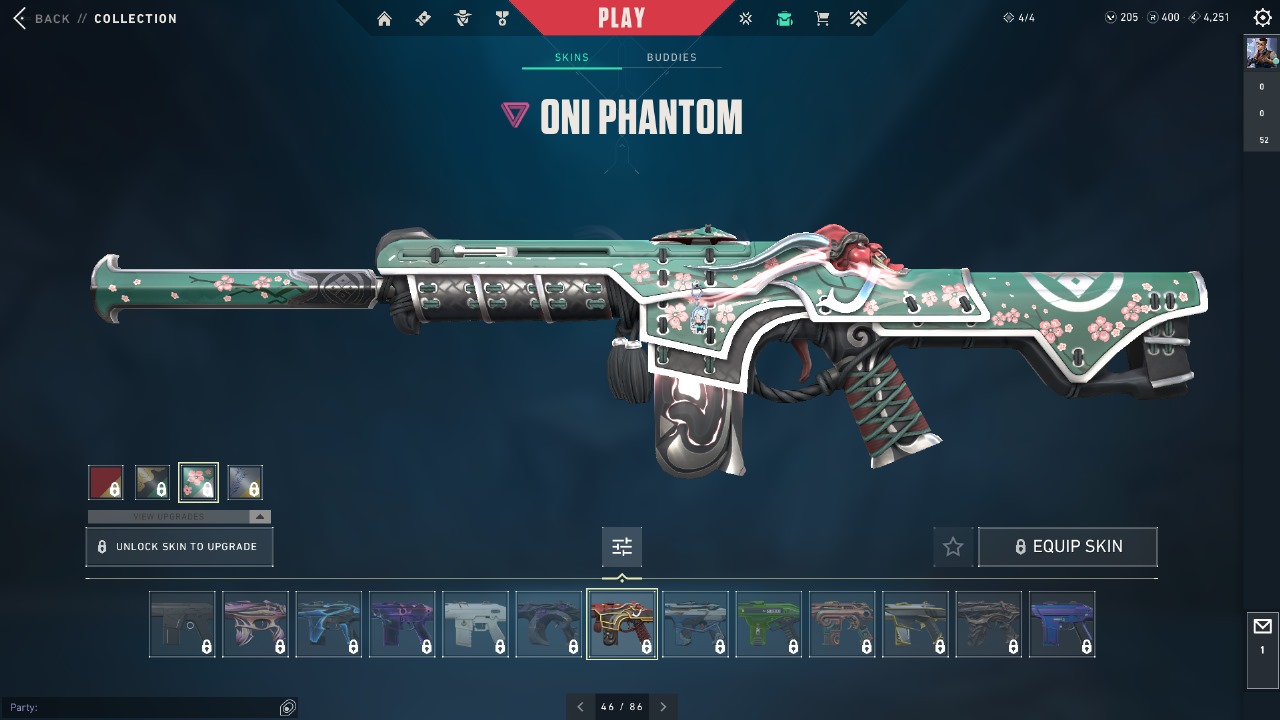 BACK // COLLECTION
PLAY
4/4
205
400
4,251
SKINS
BUDDIES
ONI PHANTOM
0
0
52
VIEW UPGRADES
UNLOCK SKIN TO UPGRADE
EQUIP SKIN
1
Party:
46 / 86